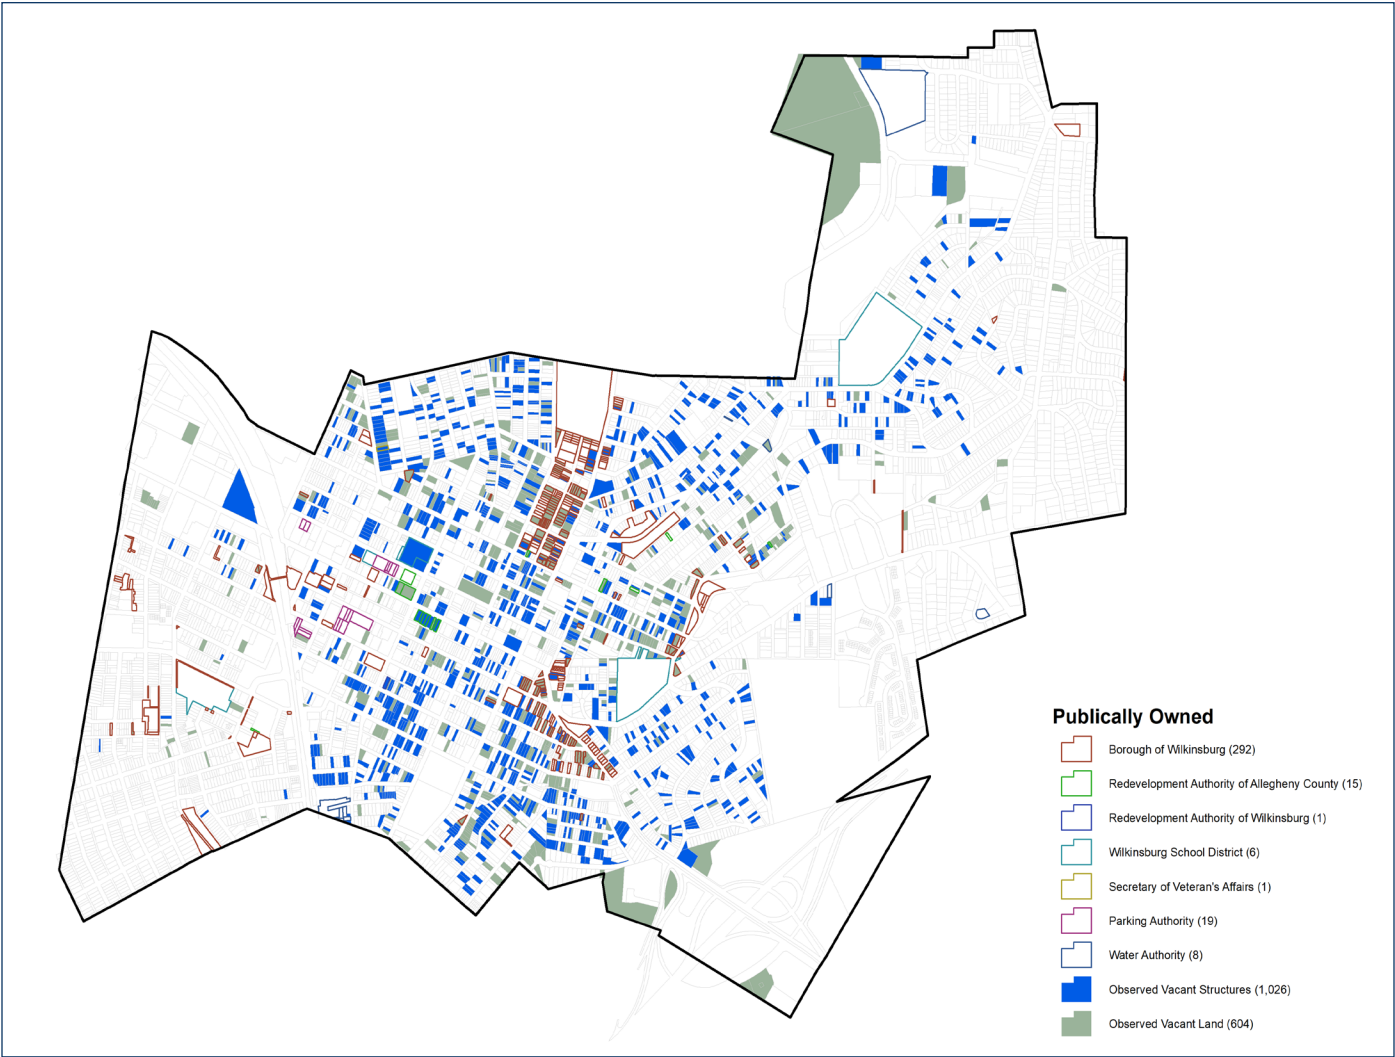 Publically Owned
Borough of Wilkinsburg (292)
Redevelopment Authority of Allegheny County (15)
Redevelopment Authority of Wilkinsburg (1)
Wilkinsburg School District (6)
Secretary of Veteran's Affairs (1)
Parking Authority (19)
Water Authority (8)
Observed Vacant Structures (1,026)
Observed Vacant Land (604)